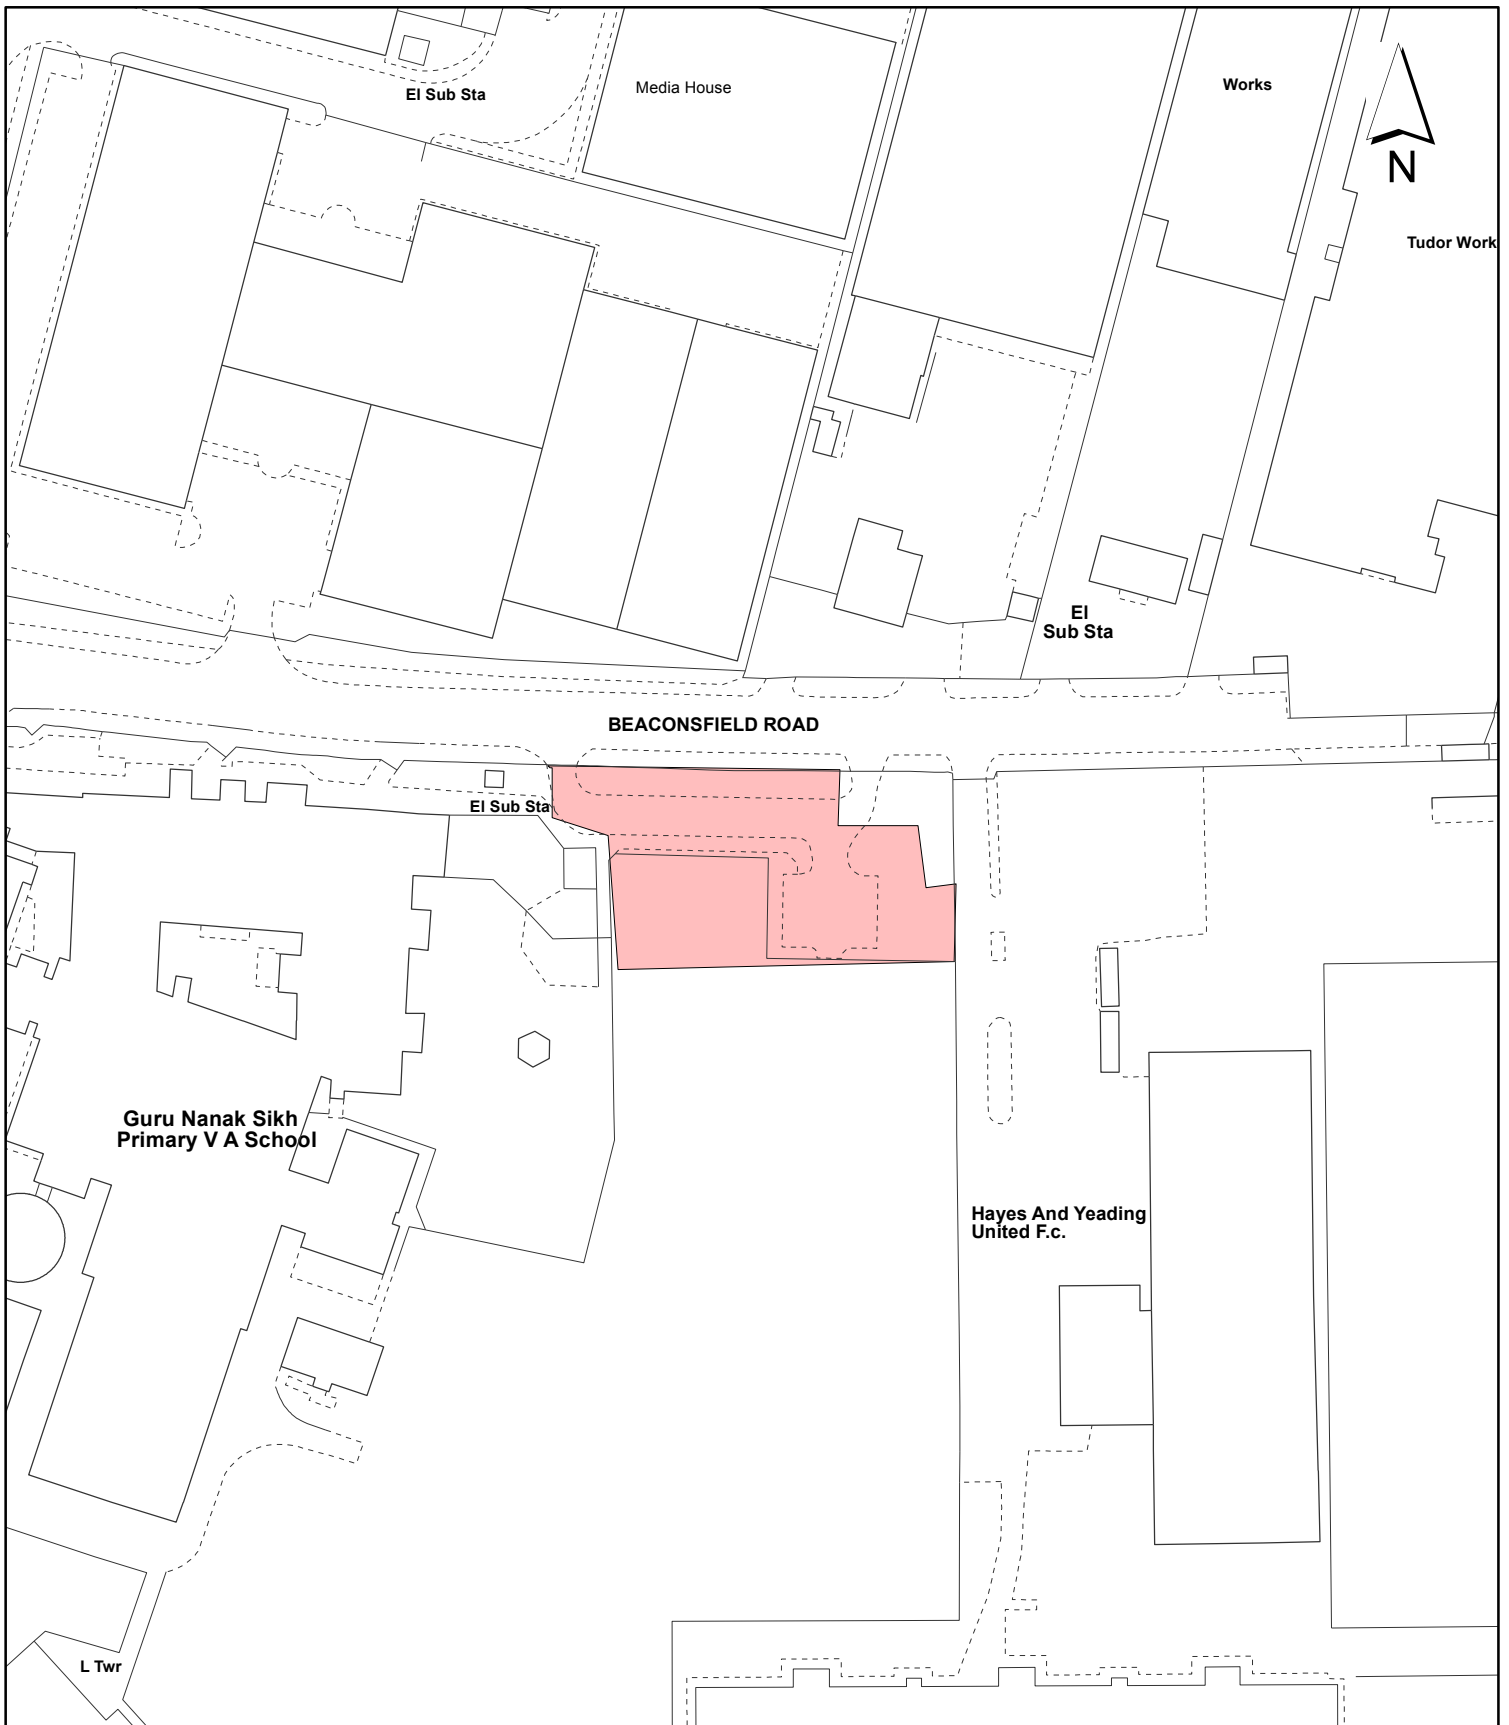 El Sub Sta
Media House
Works
N
Tudor Work
El
Sub Sta
BEACONSFIELD ROAD
El Sub Sta
Guru Nanak Sikh
Primary V A School
Hayes And Yeading
United F.c.
L Twr